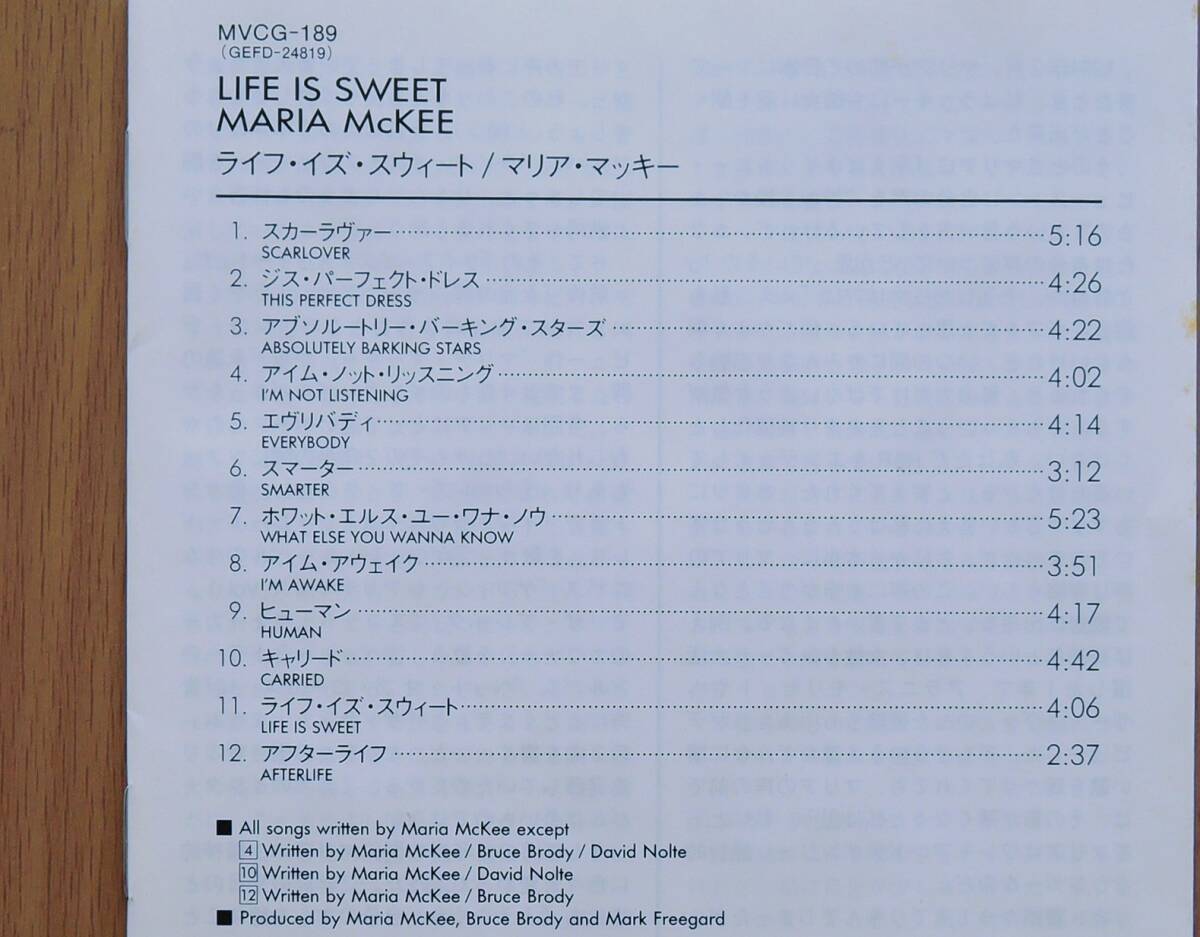 MVCG-189
(GEFD-24819)
LIFE IS SWEET
MARIA McKEE
ライフ・イズ・スウィート / マリア・マッキー
1. スカーラヴァー 5:16
SCARLOVER
2. ジス・パーフェクト・ドレス 4:26
THIS PERFECT DRESS
3. アブソルートリー・バーキング・スターズ 4:22
ABSOLUTELY BARKING STARS
4. アイム・ノット・リッスニング 4:02
I'M NOT LISTENING
5. エヴリバディ 4:14
EVERYBODY
6. スマーター 3:12
SMARTER
7. ホワット・エルス・ユー・ワナ・ノウ 5:23
WHAT ELSE YOU WANNA KNOW
8. アイム・アウェイク 3:51
I'M AWAKE
9. ヒューマン 4:17
HUMAN
10. キャリード 4:42
CARRIED
11. ライフ・イズ・スウィート 4:06
LIFE IS SWEET
12. アフターライフ 2:37
AFTERLIFE
■ All songs written by Maria McKee except
4 Written by Maria McKee / Bruce Brody / David Nolte
10 Written by Maria McKee / David Nolte
12 Written by Maria McKee / Bruce Brody
■ Produced by Maria McKee, Bruce Brody and Mark Freegard